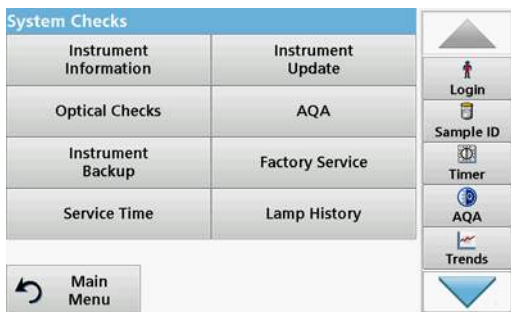 System Checks
Instrument
Information
Instrument
Update
Optical Checks
AQA
Instrument
Backup
Factory Service
Service Time
Lamp History
Main
Menu
Login
Sample ID
Timer
AQA
Trends